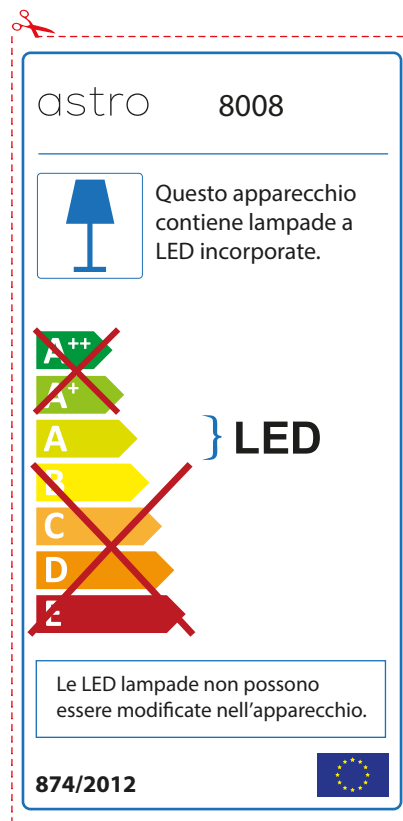 astro 8008
Questo apparecchio
contiene lampade a
LED incorporate.
A++
A+
A
LED
B
C
D
E
Le LED lampade non possono
essere modificate nell’apparecchio.
874/2012